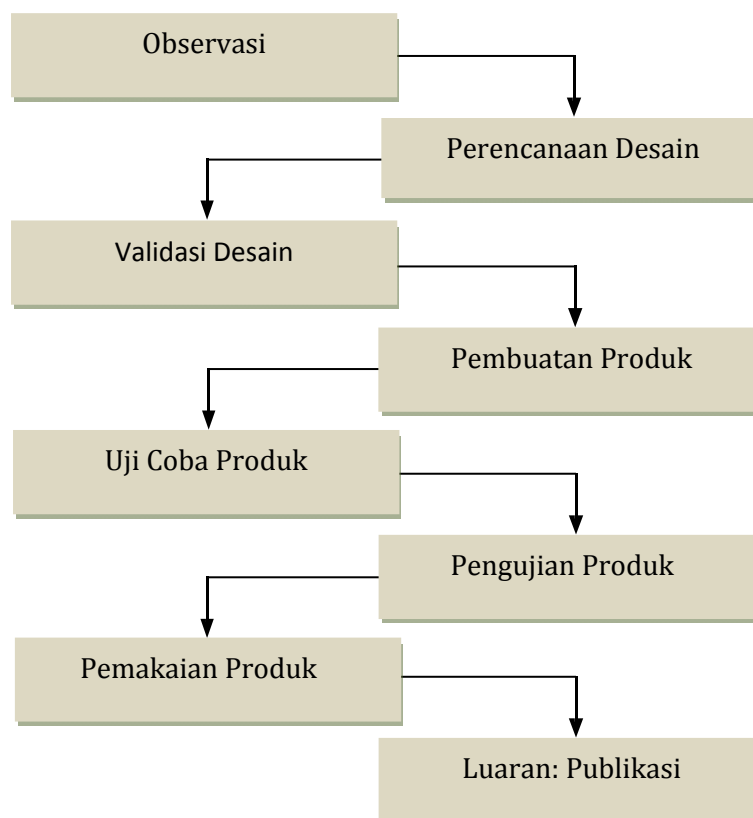 Observasi
Perencanaan Desain
Validasi Desain
Pembuatan Produk
Uji Coba Produk
Pengujian Produk
Pemakaian Produk
Luaran: Publikasi